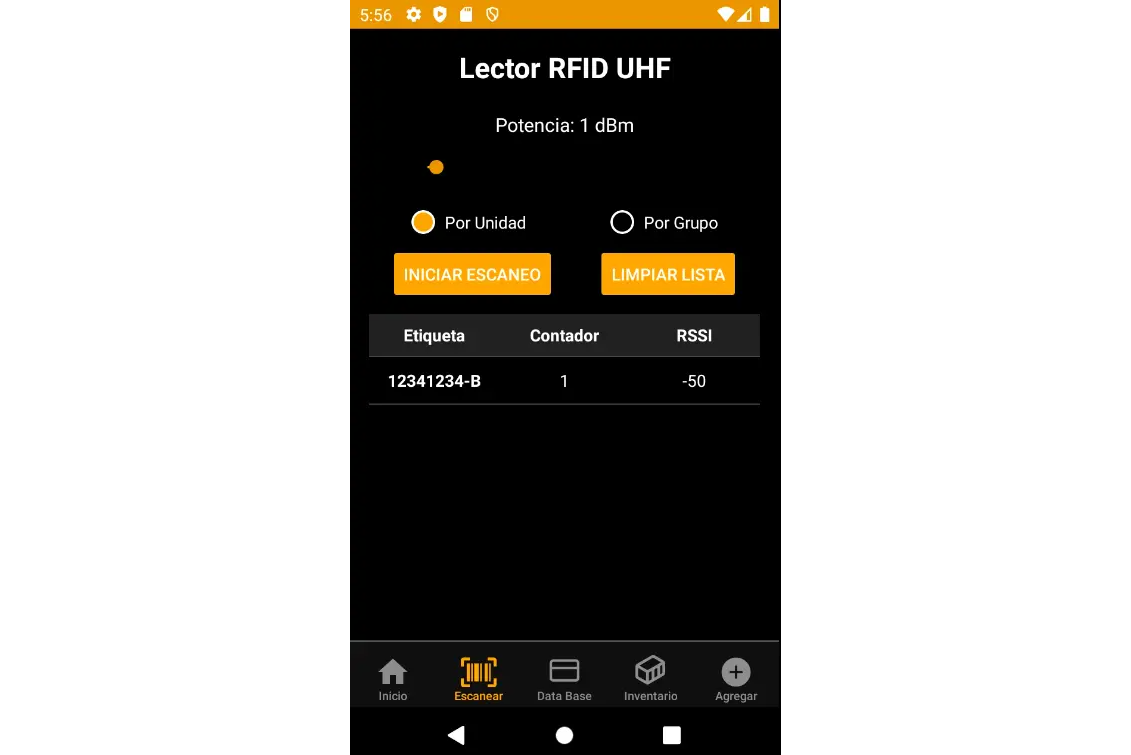 5:56
Lector RFID UHF
Potencia: 1 dBm
Por Unidad Por Grupo
INICIAR ESCANEO LIMPIAR LISTA
Etiqueta Contador RSSI
12341234-B 1 -50
Inicio Escanear Data Base Inventario Agregar